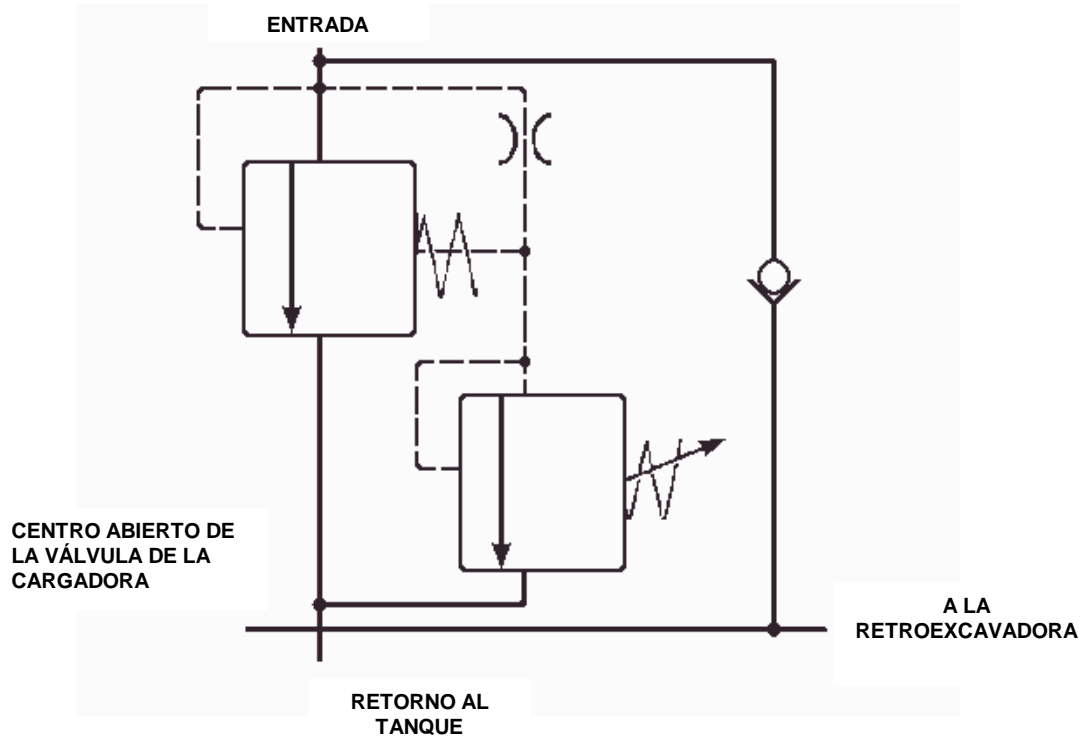 ENTRADA
CENTRO ABIERTO DE
LA VÁLVULA DE LA
CARGADORA
A LA
RETROEXCAVADORA
RETORNO AL
TANQUE